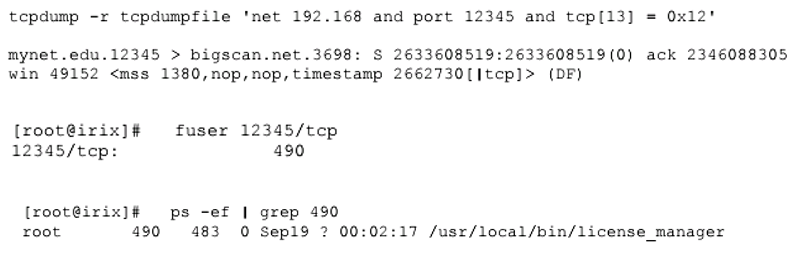 tcpdump -r tcpdumpfile 'net 192.168 and port 12345 and tcp[13] = 0x12'
mynet.edu.12345 > bigscan.net.3698: S 2633608519:2633608519(0) ack 2346088305
win 49152 <mss 1380,nop,nop,timestamp 2662730[|tcp]> (DF)
[root@irix]# fuser 12345/tcp
12345/tcp: 490
[root@irix]# ps -ef | grep 490
root 490 483 0 Sep19 ? 00:02:17 /usr/local/bin/license_manager